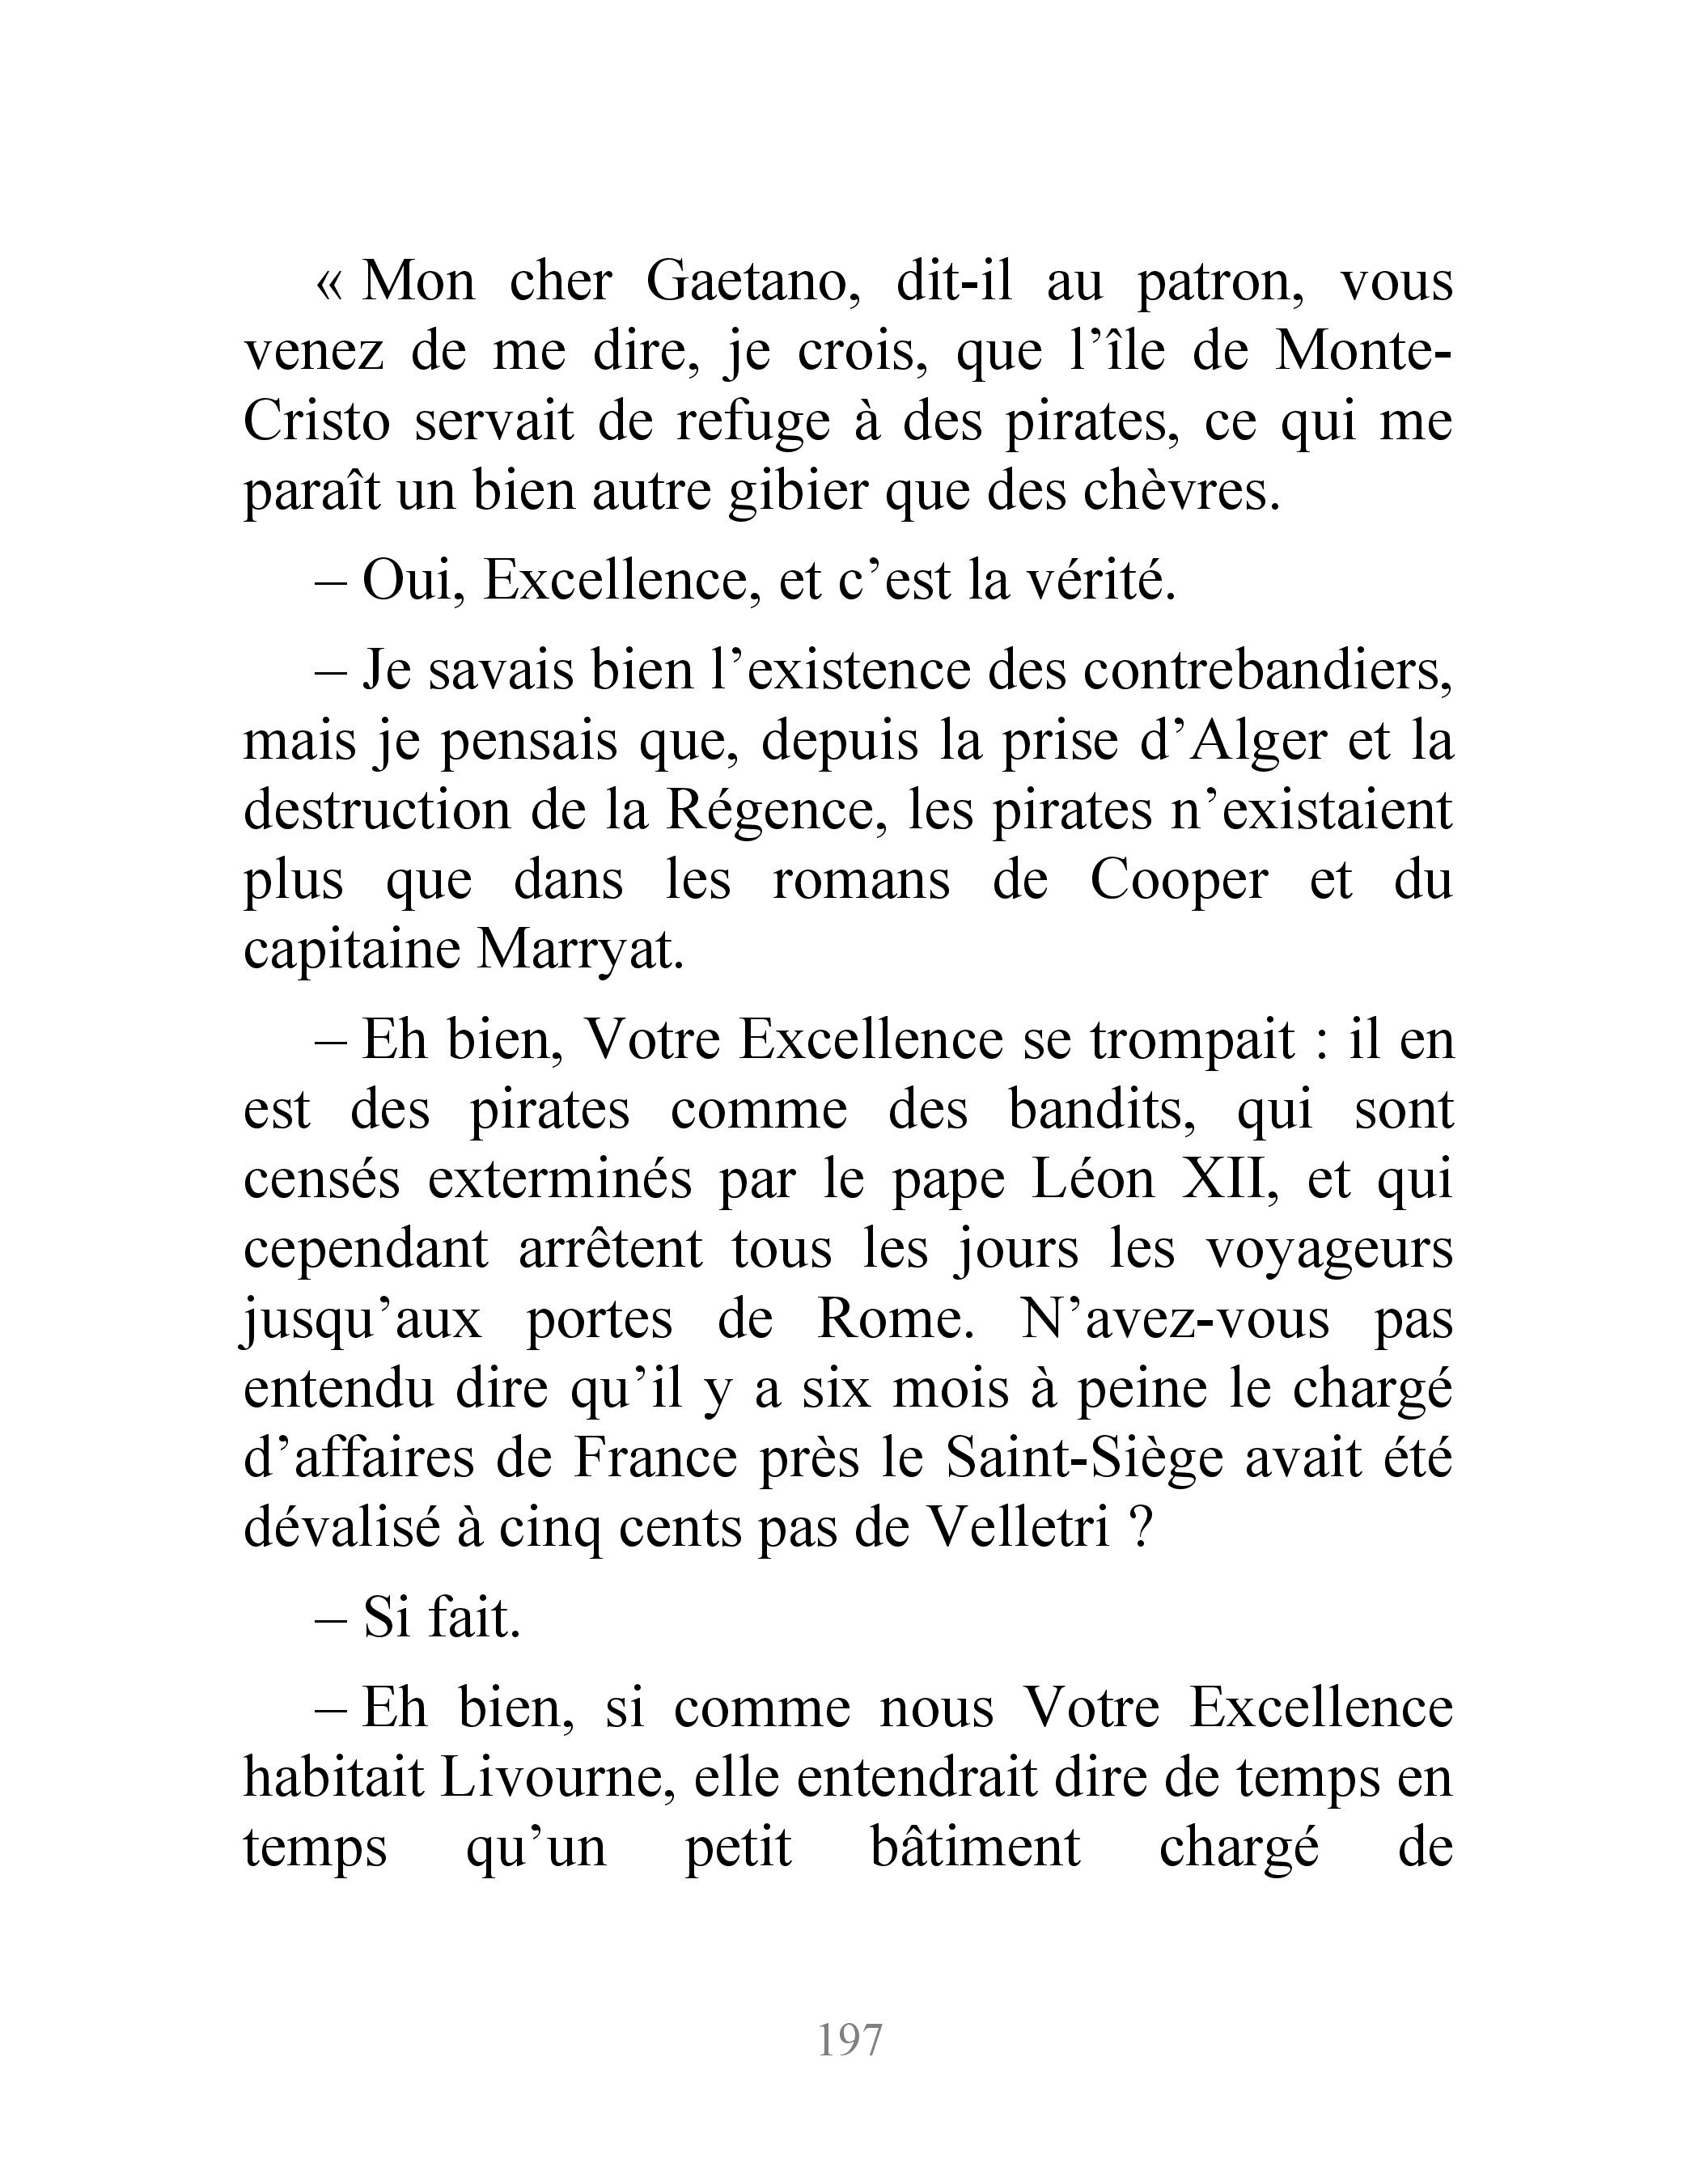 « Mon cher Gaetano, dit-il au patron, vous
venez de me dire, je crois, que l’île de Monte-
Cristo servait de refuge à des pirates, ce qui me
paraît un bien autre gibier que des chèvres.
– Oui, Excellence, et c’est la vérité.
– Je savais bien l’existence des contrebandiers,
mais je pensais que, depuis la prise d’Alger et la
destruction de la Régence, les pirates n’existaient
plus que dans les romans de Cooper et du
capitaine Marryat.
– Eh bien, Votre Excellence se trompait : il en
est des pirates comme des bandits, qui sont
censés exterminés par le pape Léon XII, et qui
cependant arrêtent tous les jours les voyageurs
jusqu’aux portes de Rome. N’avez-vous pas
entendu dire qu’il y a six mois à peine le chargé
d’affaires de France près le Saint-Siège avait été
dévalisé à cinq cents pas de Velletri ?
– Si fait.
– Eh bien, si comme nous Votre Excellence
habitait Livourne, elle entendrait dire de temps en
temps qu’un petit bâtiment chargé de
197